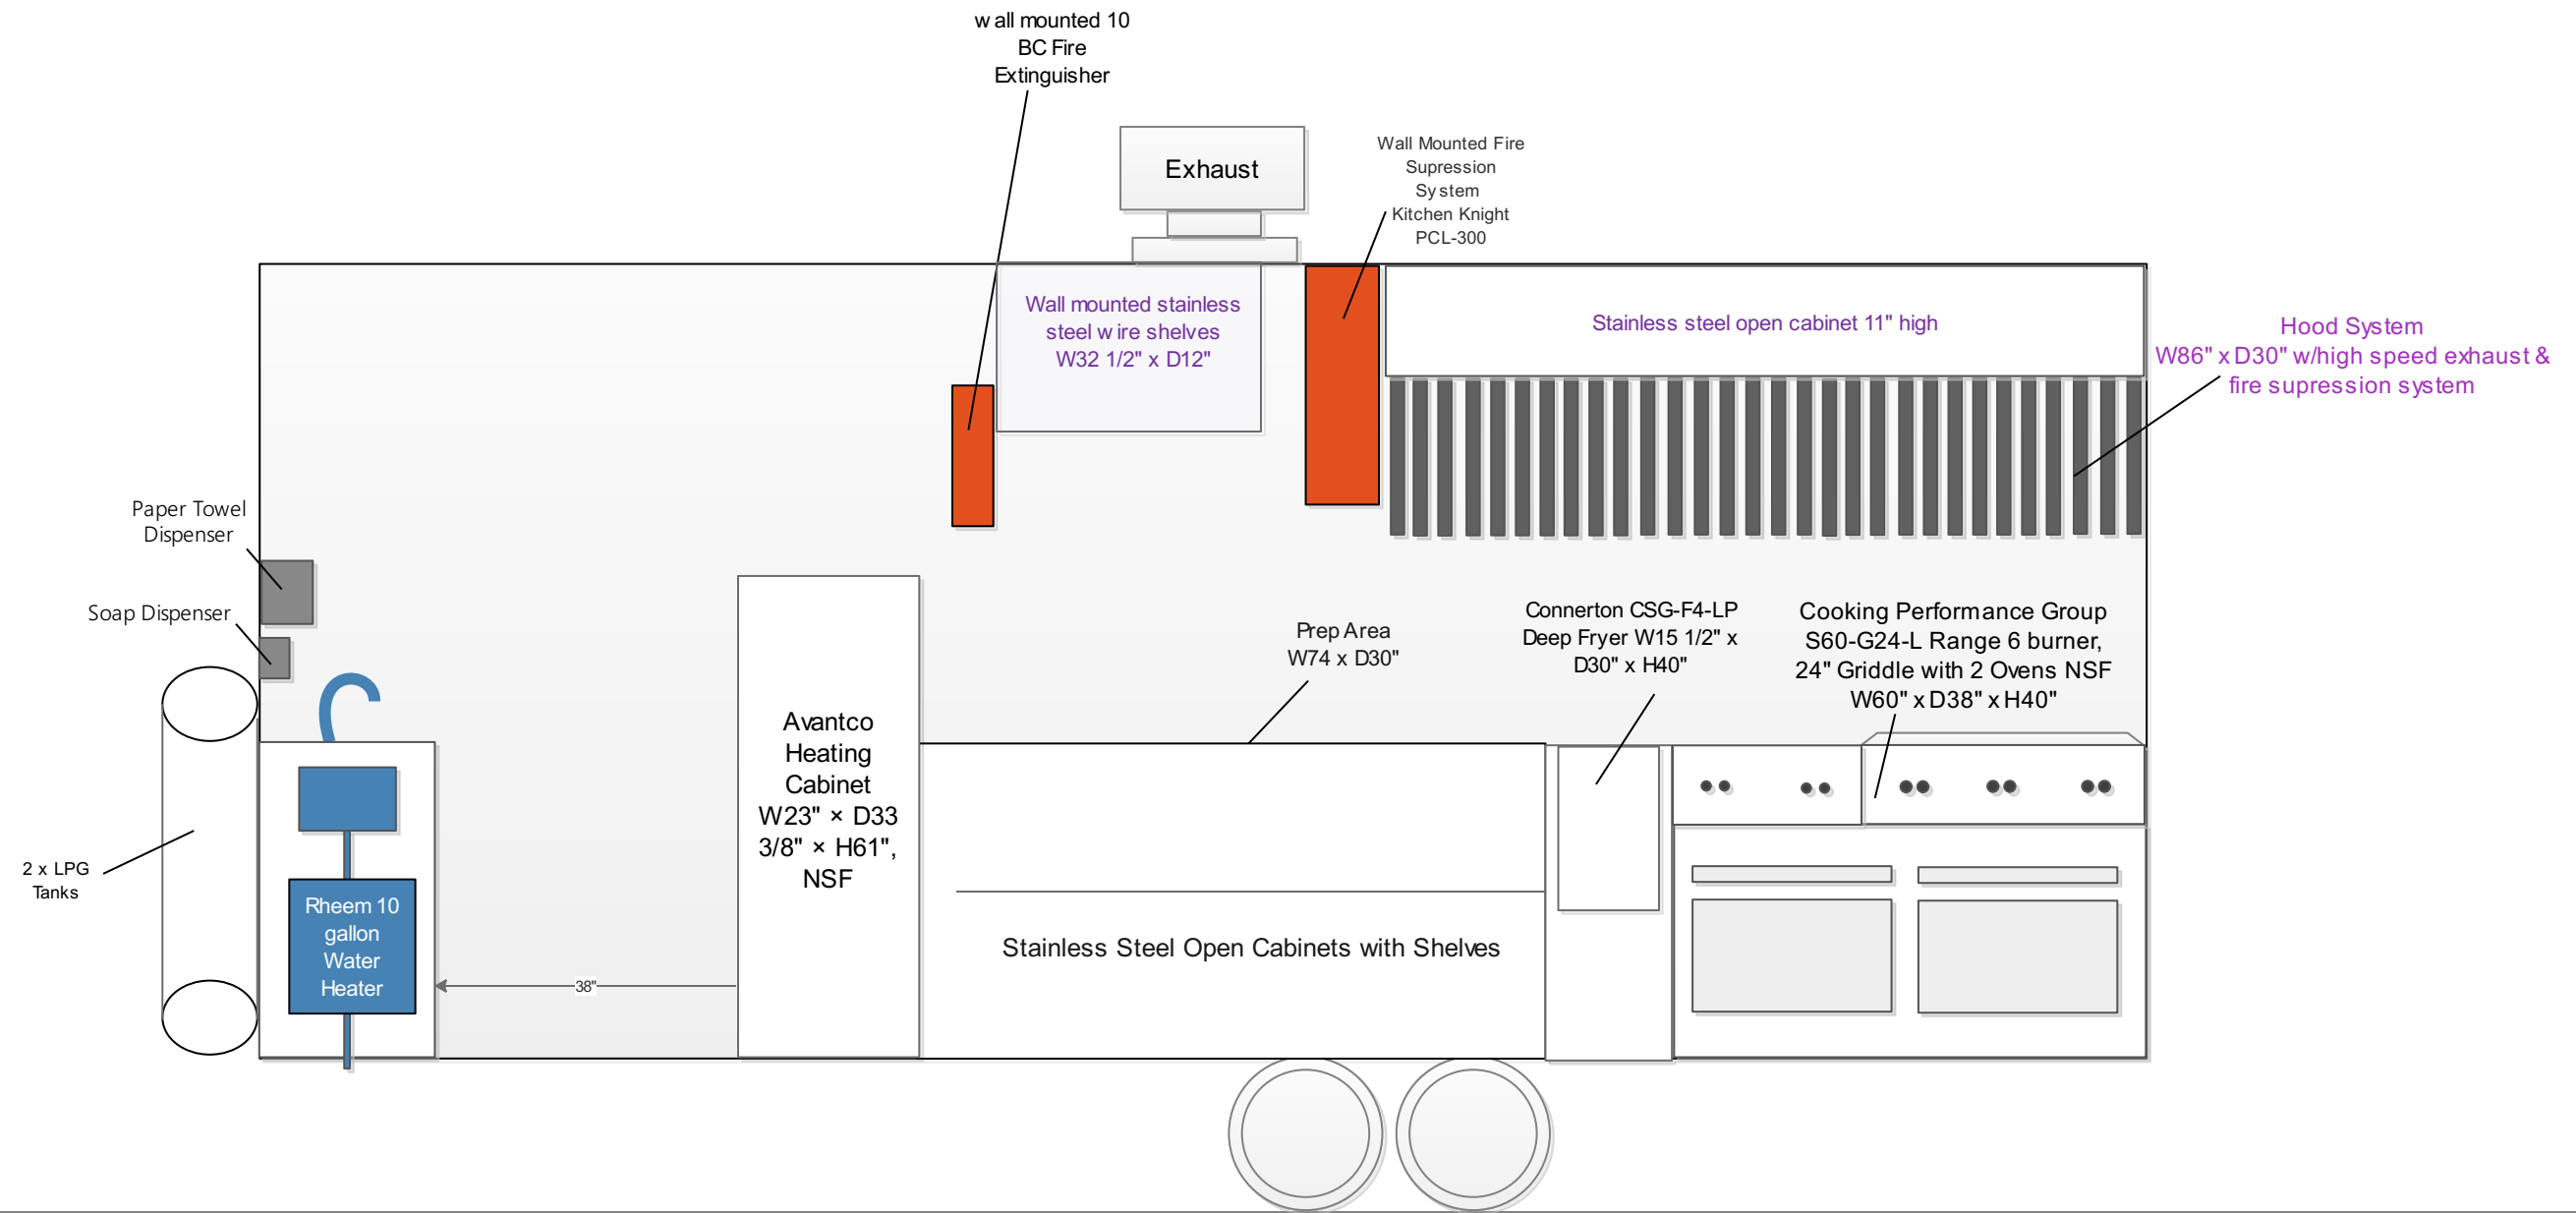 wall mounted 10
BC Fire
Extinguisher
Exhaust
Wall Mounted Fire
Supression
System
Kitchen Knight
PCL-300
Wall mounted stainless
steel wire shelves
W32 1/2" x D12"
Stainless steel open cabinet 11" high
Hood System
W86" x D30" w/high speed exhaust &
fire supression system
Paper Towel
Dispenser
Soap Dispenser
Prep Area
W74 x D30"
Connerton CSG-F4-LP
Deep Fryer W15 1/2" x
D30" x H40"
Cooking Performance Group
S60-G24-L Range 6 burner,
24" Griddle with 2 Ovens NSF
W60" x D38" x H40"
Avantco
Heating
Cabinet
W23" × D33
3/8" × H61",
NSF
2 x LPG
Tanks
Rheem 10
gallon
Water
Heater
38"
Stainless Steel Open Cabinets with Shelves